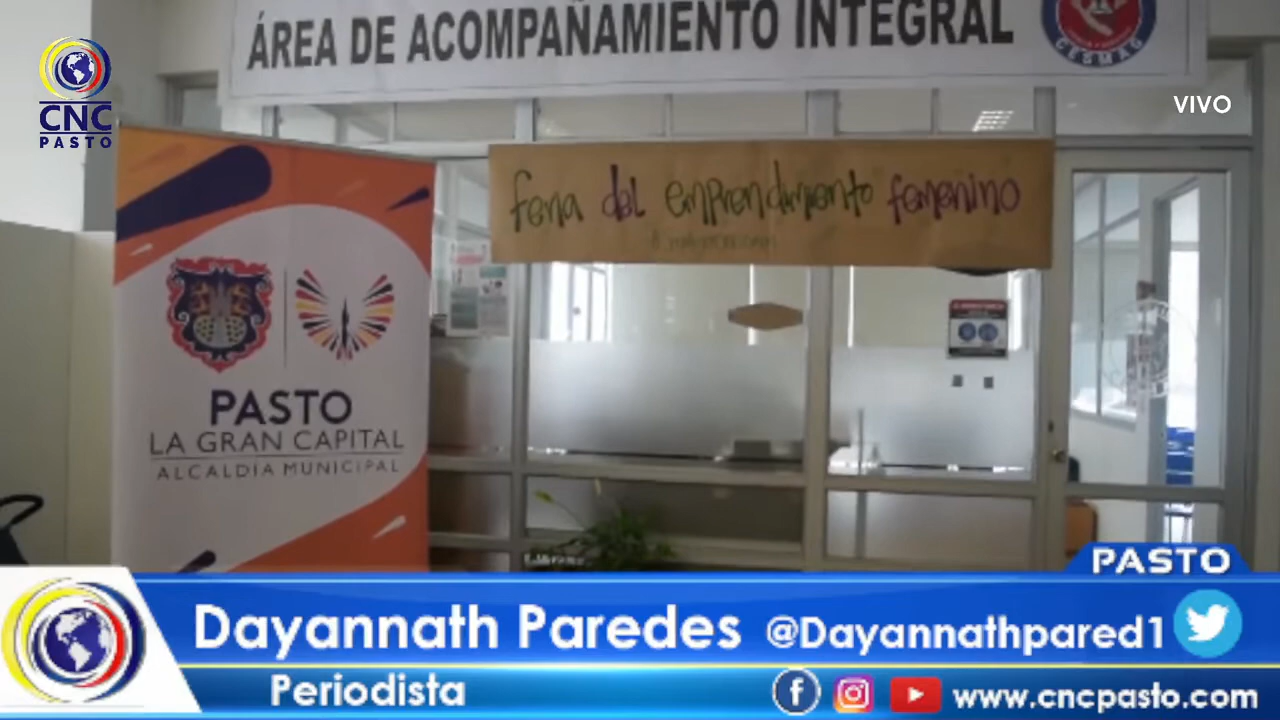 ÁREA DE ACOMPAÑAMIENTO INTEGRAL
CESMAG
CNC
PASTO
VIVO
feria del emprendimiento femenino
PASTO
LA GRAN CAPITAL
ALCALDÍA MUNICIPAL
PASTO
Dayannath Paredes @Dayannathpared1
Periodista
www.cncpasto.com